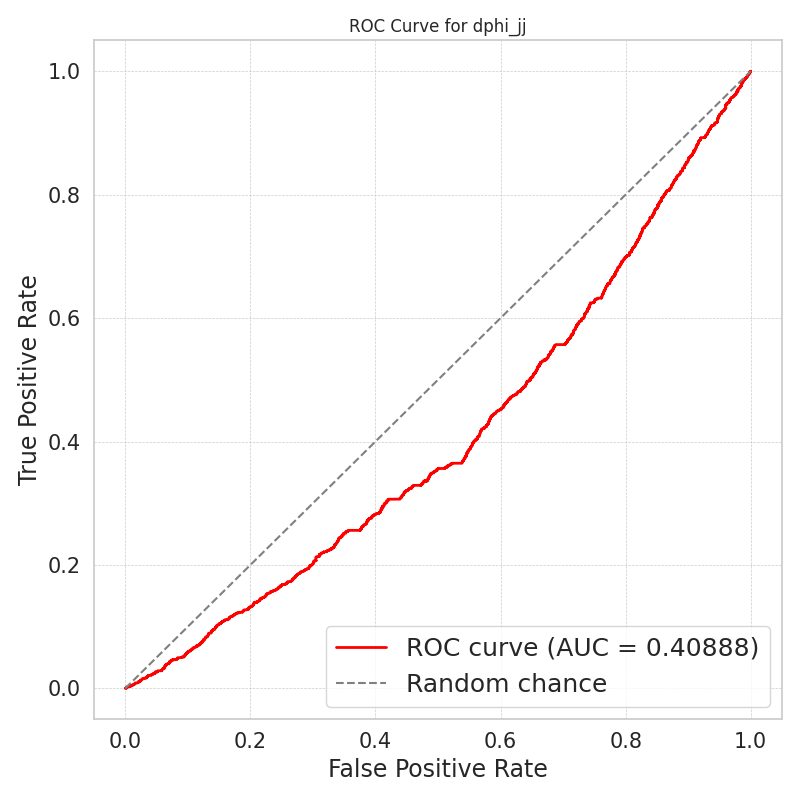 ROC Curve for dphi_jj
True Positive Rate
1.0
0.8
0.6
0.4
0.2
0.0
ROC curve (AUC = 0.40888)
Random chance
0.0 0.2 0.4 0.6 0.8 1.0
False Positive Rate